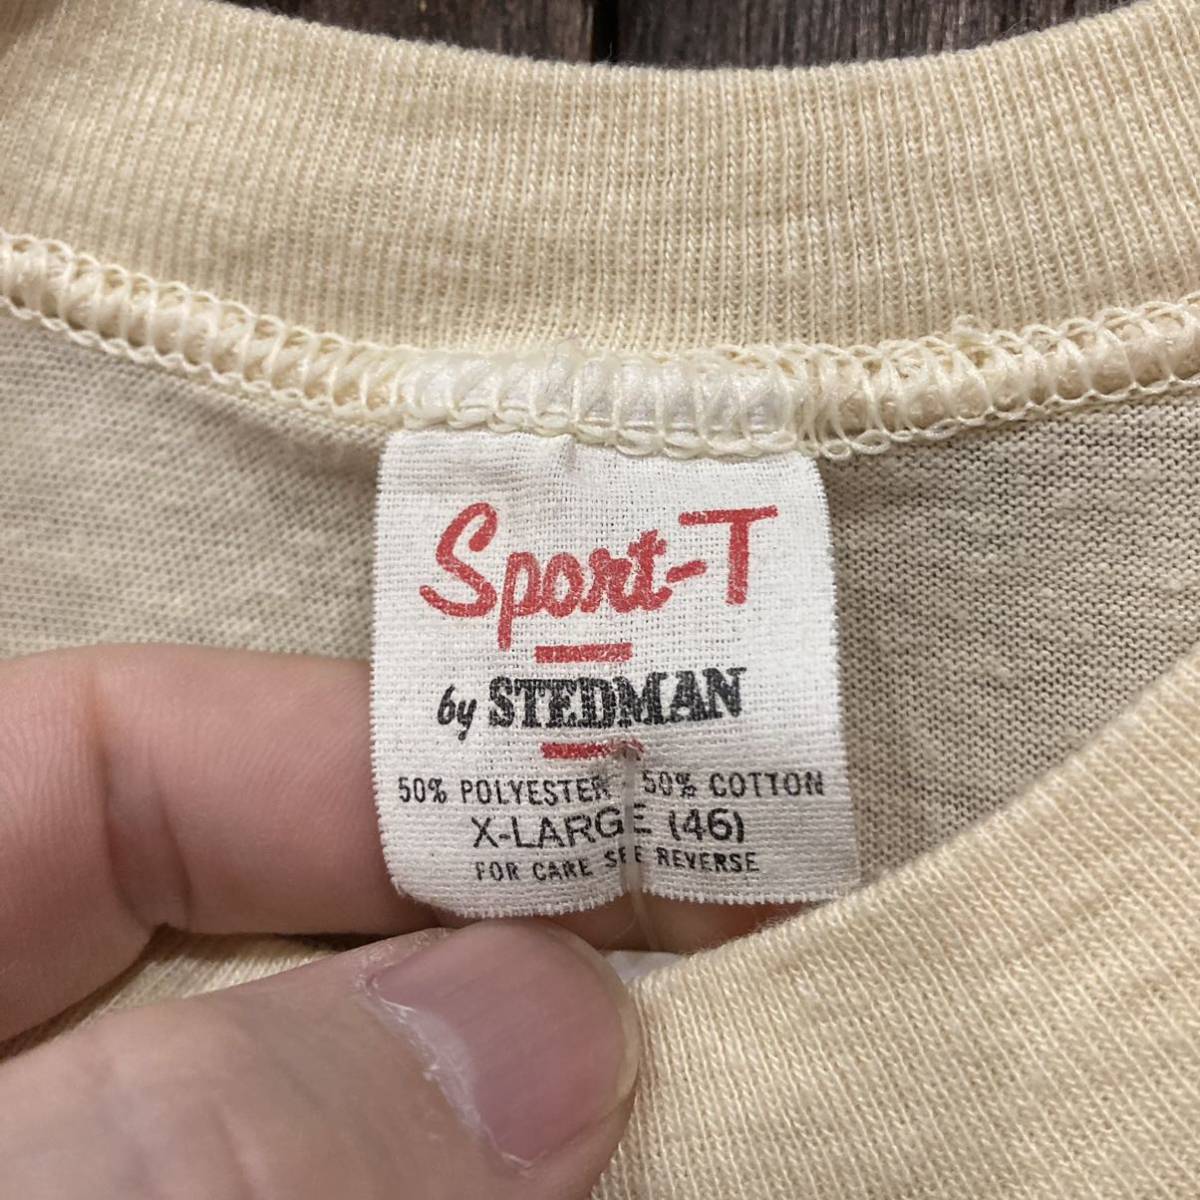 Sport-T
by STEDMAN
50% POLYESTER - 50% COTTON
X-LARGE (46)
FOR CARE SEE REVERSE